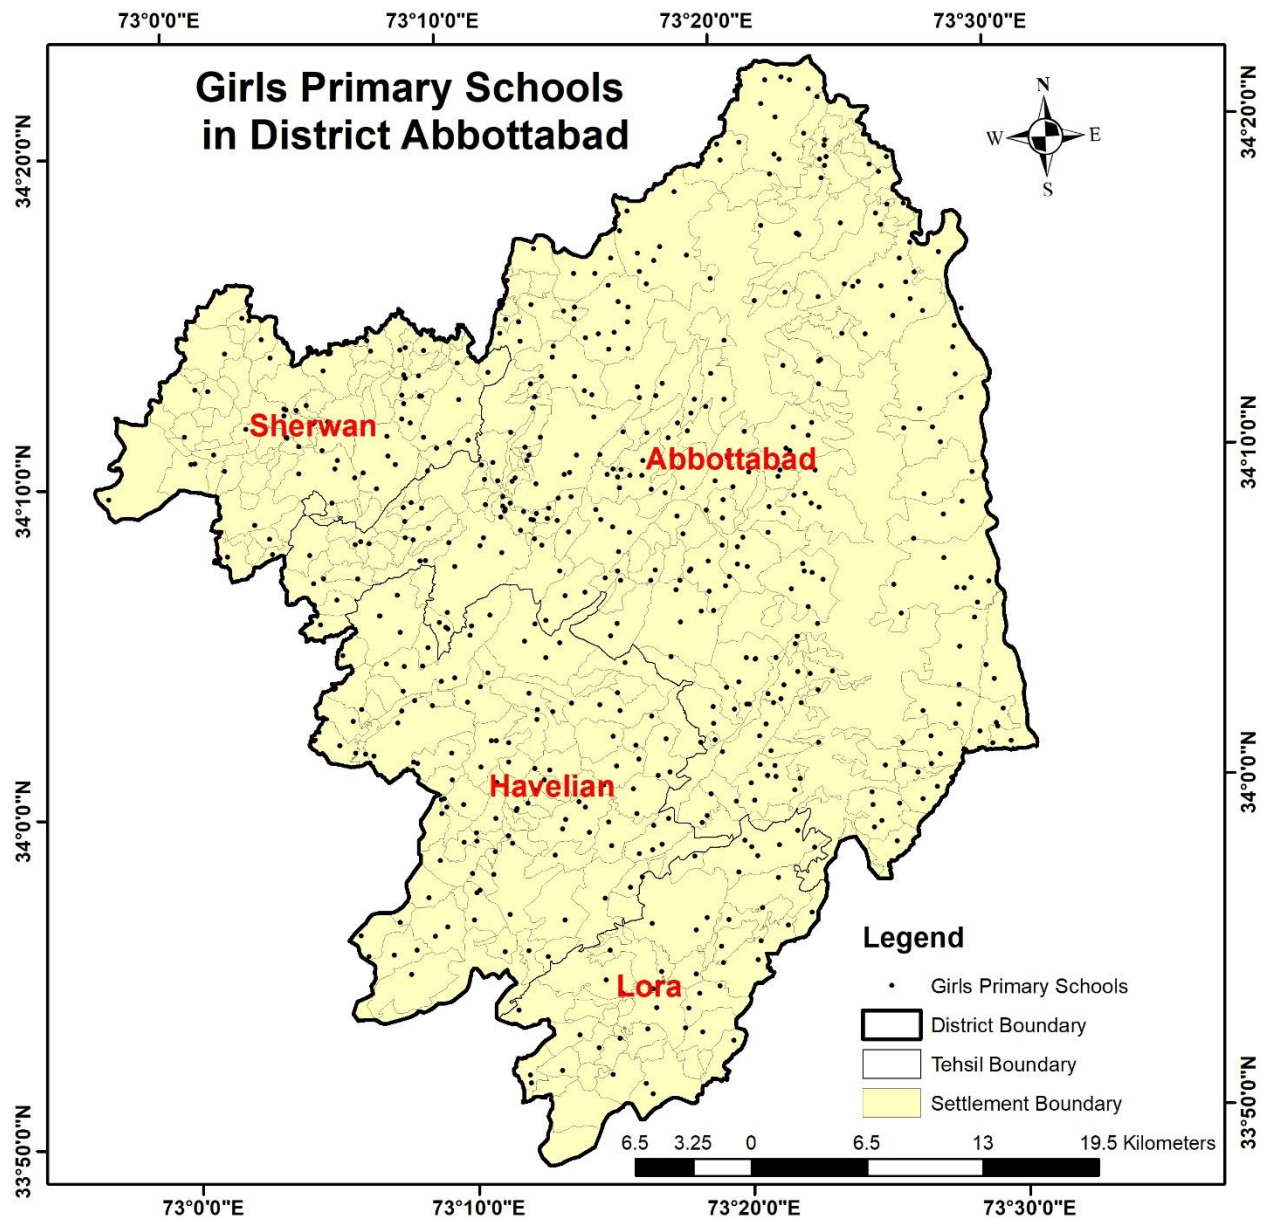 73°0'0"E 73°10'0"E 73°20'0"E 73°30'0"E
Girls Primary Schools
in District Abbottabad
N
W E
S
34°20'0"N
34°20'0"N
34°10'0"N
34°10'0"N
34°0'0"N
34°0'0"N
33°50'0"N
33°50'0"N
Sherwan
Abbottabad
Havelian
Lora
Legend
Girls Primary Schools
District Boundary
Tehsil Boundary
Settlement Boundary
6.5 3.25 0 6.5 13 19.5 Kilometers
73°0'0"E 73°10'0"E 73°20'0"E 73°30'0"E